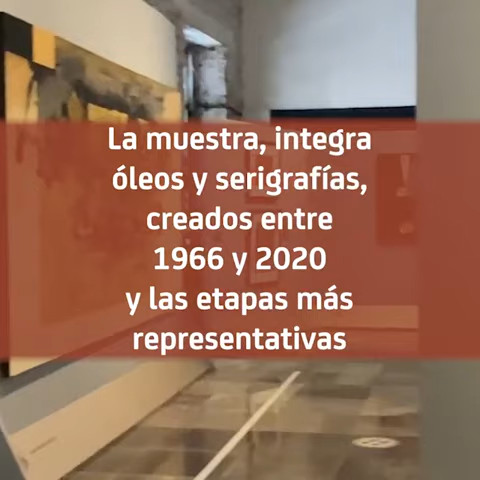 La muestra, integra
óleos y serigrafías,
creados entre
1966 y 2020
y las etapas más
representativas